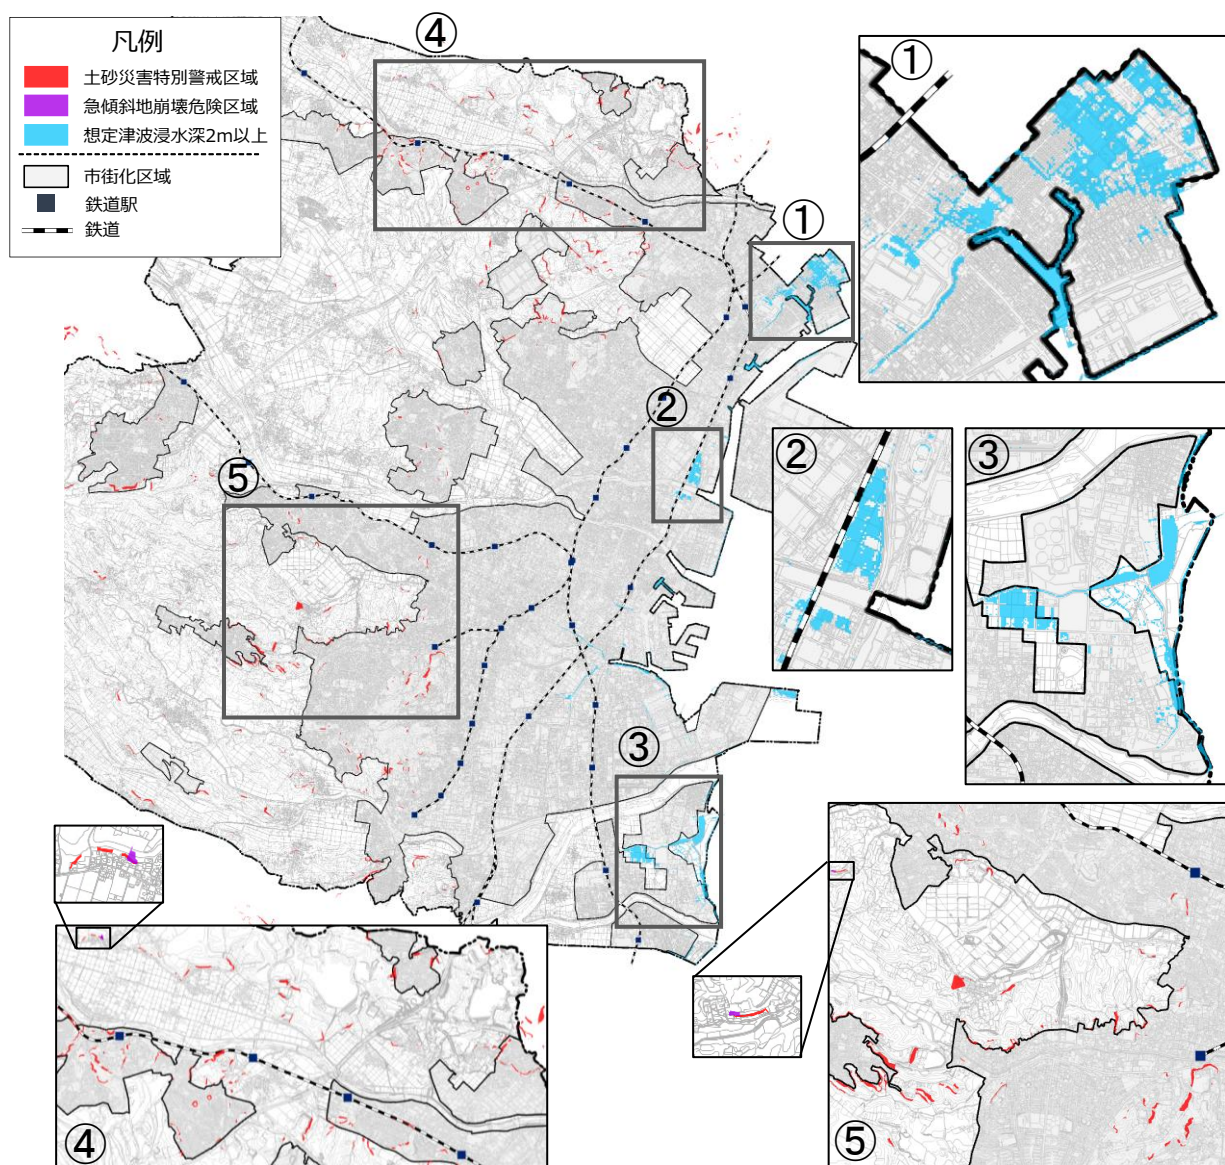 凡例
土砂災害特別警戒区域
急傾斜地崩壊危険区域
想定津波浸水深2m以上
市街化区域
鉄道駅
鉄道
④
①
①
②
⑤
②
③
③
④
⑤